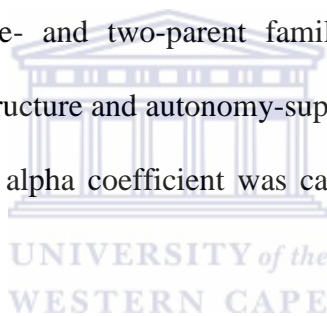 e- and two-parent famil
ructure and autonomy-sup
alpha coefficient was ca
UNIVERSITY of the
WESTERN CAPE